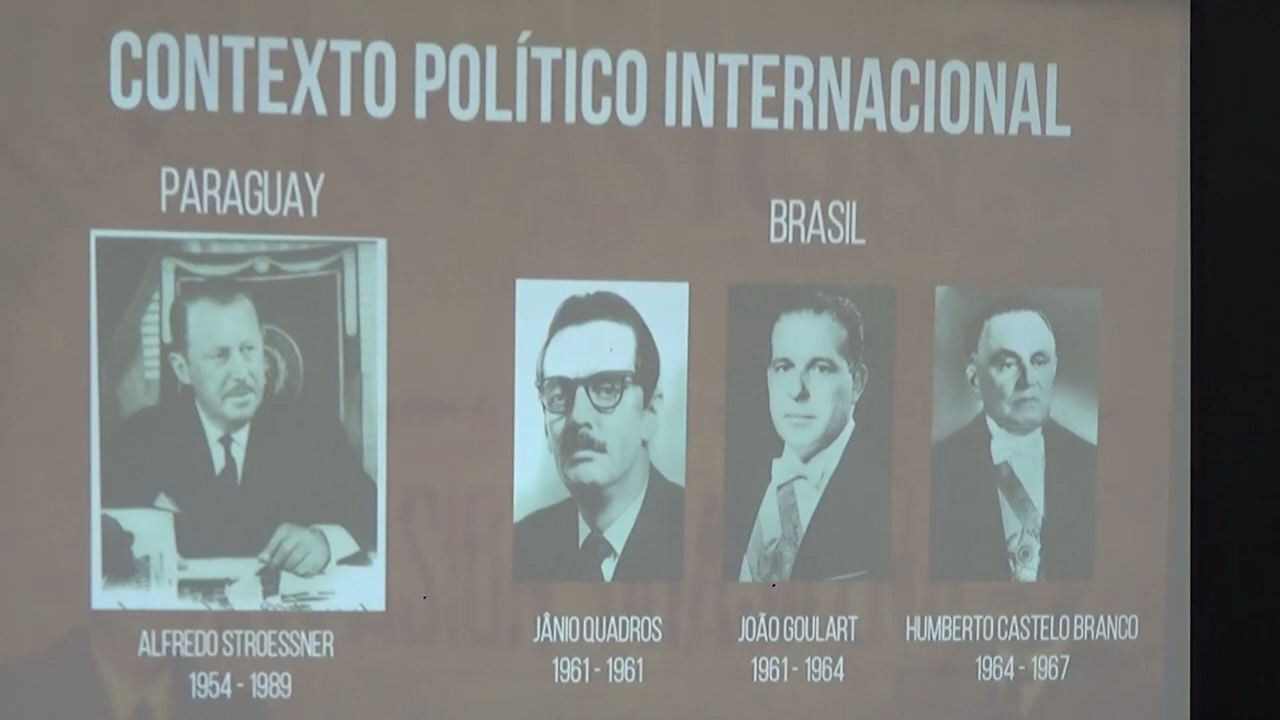 CONTEXTO POLÍTICO INTERNACIONAL
PARAGUAY
BRASIL
ALFREDO STROESSNER
1954 - 1989
JÂNIO QUADROS
1961 - 1961
JOÃO GOULART
1961 - 1964
HUMBERTO CASTELO BRANCO
1964 - 1967